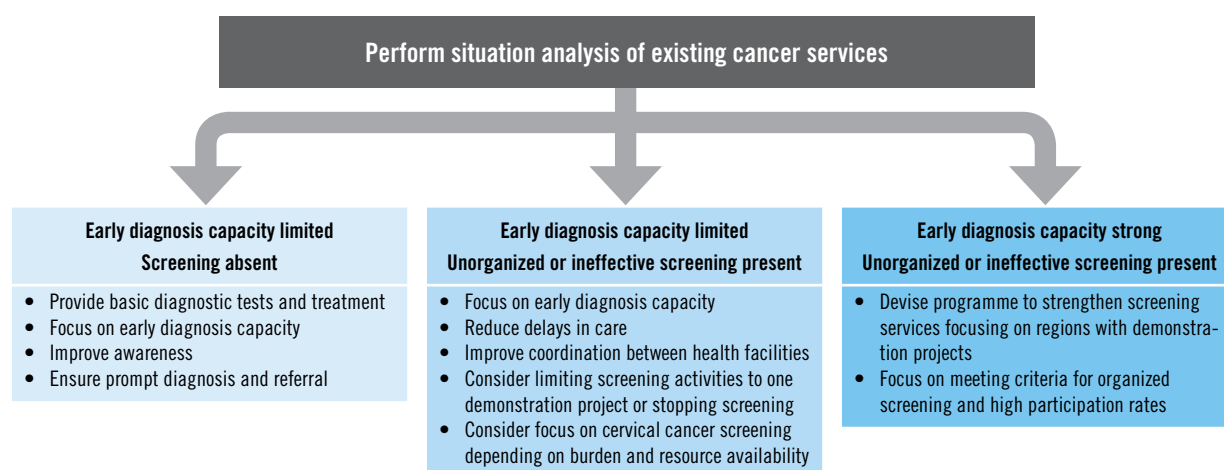 Perform situation analysis of existing cancer services
Early diagnosis capacity limited
Screening absent
• Provide basic diagnostic tests and treatment
• Focus on early diagnosis capacity
• Improve awareness
• Ensure prompt diagnosis and referral
Early diagnosis capacity limited
Unorganized or ineffective screening present
• Focus on early diagnosis capacity
• Reduce delays in care
• Improve coordination between health facilities
• Consider limiting screening activities to one
demonstration project or stopping screening
• Consider focus on cervical cancer screening
depending on burden and resource availability
Early diagnosis capacity strong
Unorganized or ineffective screening present
• Devise programme to strengthen screening
services focusing on regions with demonstra-
tion projects
• Focus on meeting criteria for organized
screening and high participation rates